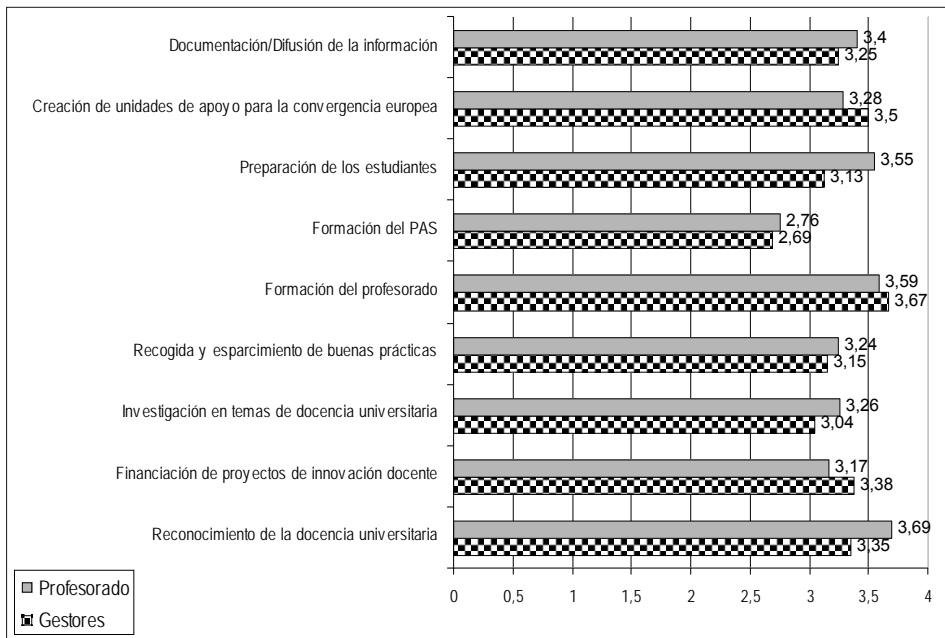 Documentación/Difusión de la información
3,4
3,25
Creación de unidades de apoyo para la convergencia europea
3,28
3,5
Preparación de los estudiantes
3,55
3,13
Formación del PAS
2,76
2,69
Formación del profesorado
3,59
3,67
Recogida y esparcimiento de buenas prácticas
3,24
3,15
Investigación en temas de docencia universitaria
3,26
3,04
Financiación de proyectos de innovación docente
3,17
3,38
Reconocimiento de la docencia universitaria
3,69
3,35
Profesorado
Gestores
0 0,5 1 1,5 2 2,5 3 3,5 4